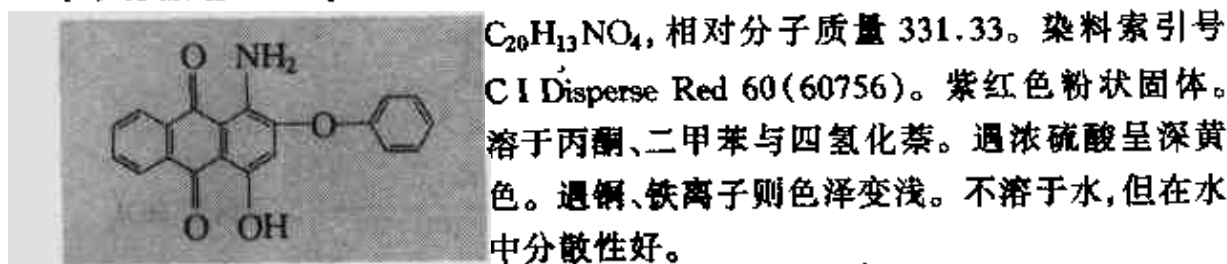 C₂₀H₁₃NO₄, 相对分子质量 331.33。染料索引号
C I Disperse Red 60(60756)。紫红色粉状固体。
溶于丙酮、二甲苯与四氢化萘。遇浓硫酸呈深黄
色。遇铜、铁离子则色泽变浅。不溶于水,但在水
中分散性好。
O NH₂
O
O OH